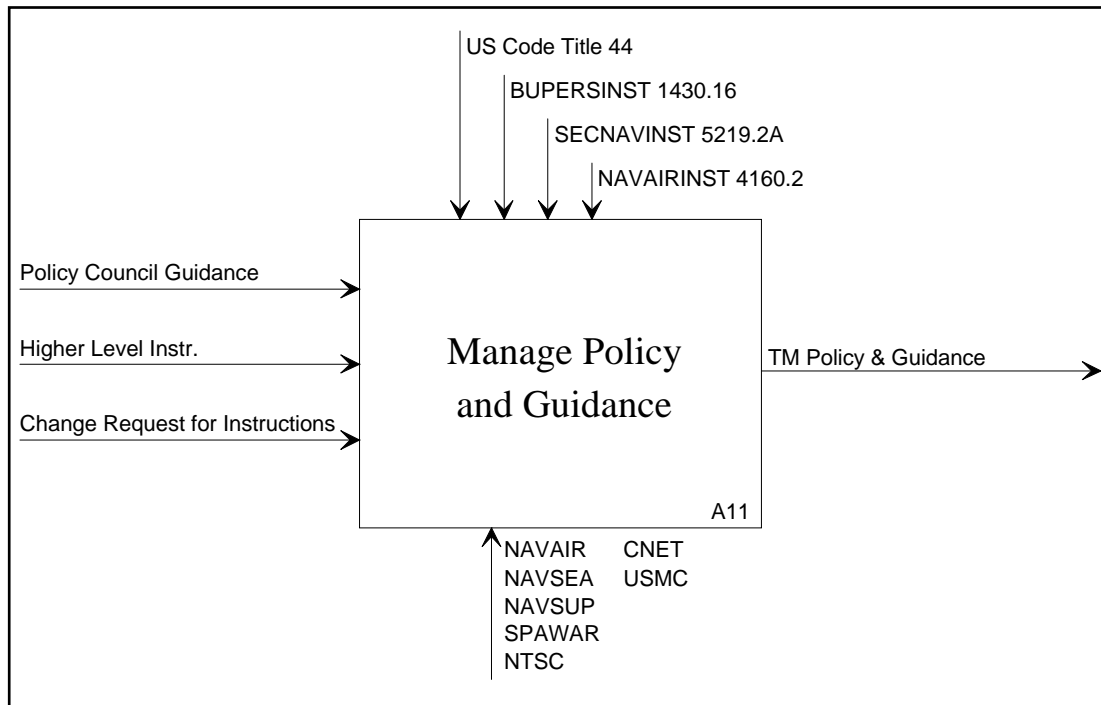 US Code Title 44
BUPERSINST 1430.16
SECNAVINST 5219.2A
NAVAIRINST 4160.2
Policy Council Guidance
Higher Level Instr.
Change Request for Instructions
Manage Policy
and Guidance
TM Policy & Guidance
A11
NAVAIR CNET
NAVSEA USMC
NAVSUP
SPAWAR
NTSC